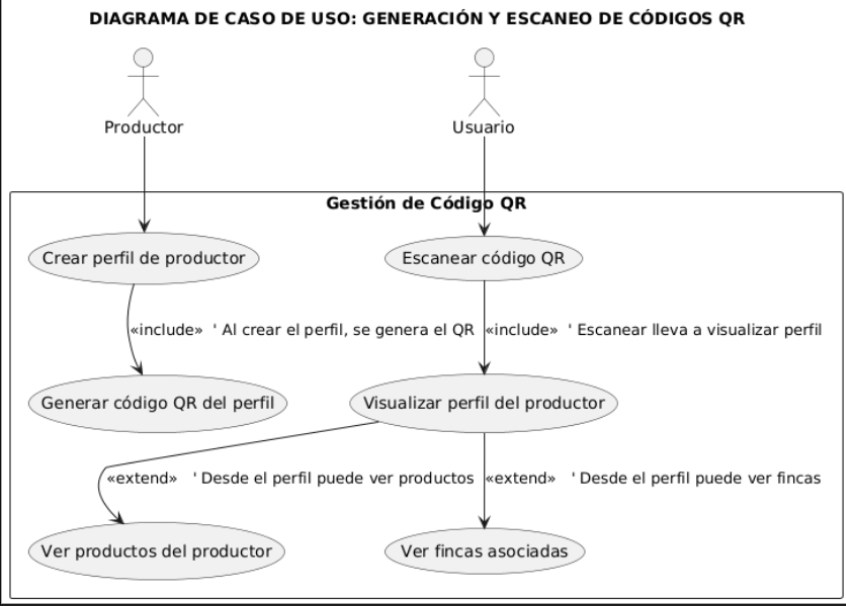 DIAGRAMA DE CASO DE USO: GENERACIÓN Y ESCANEO DE CÓDIGOS QR
Productor
Usuario
Gestión de Código QR
Crear perfil de productor
Escanear código QR
«include» ' Al crear el perfil, se genera el QR
«include» ' Escanear lleva a visualizar perfil
Generar código QR del perfil
Visualizar perfil del productor
«extend» ' Desde el perfil puede ver productos
«extend» ' Desde el perfil puede ver fincas
Ver productos del productor
Ver fincas asociadas